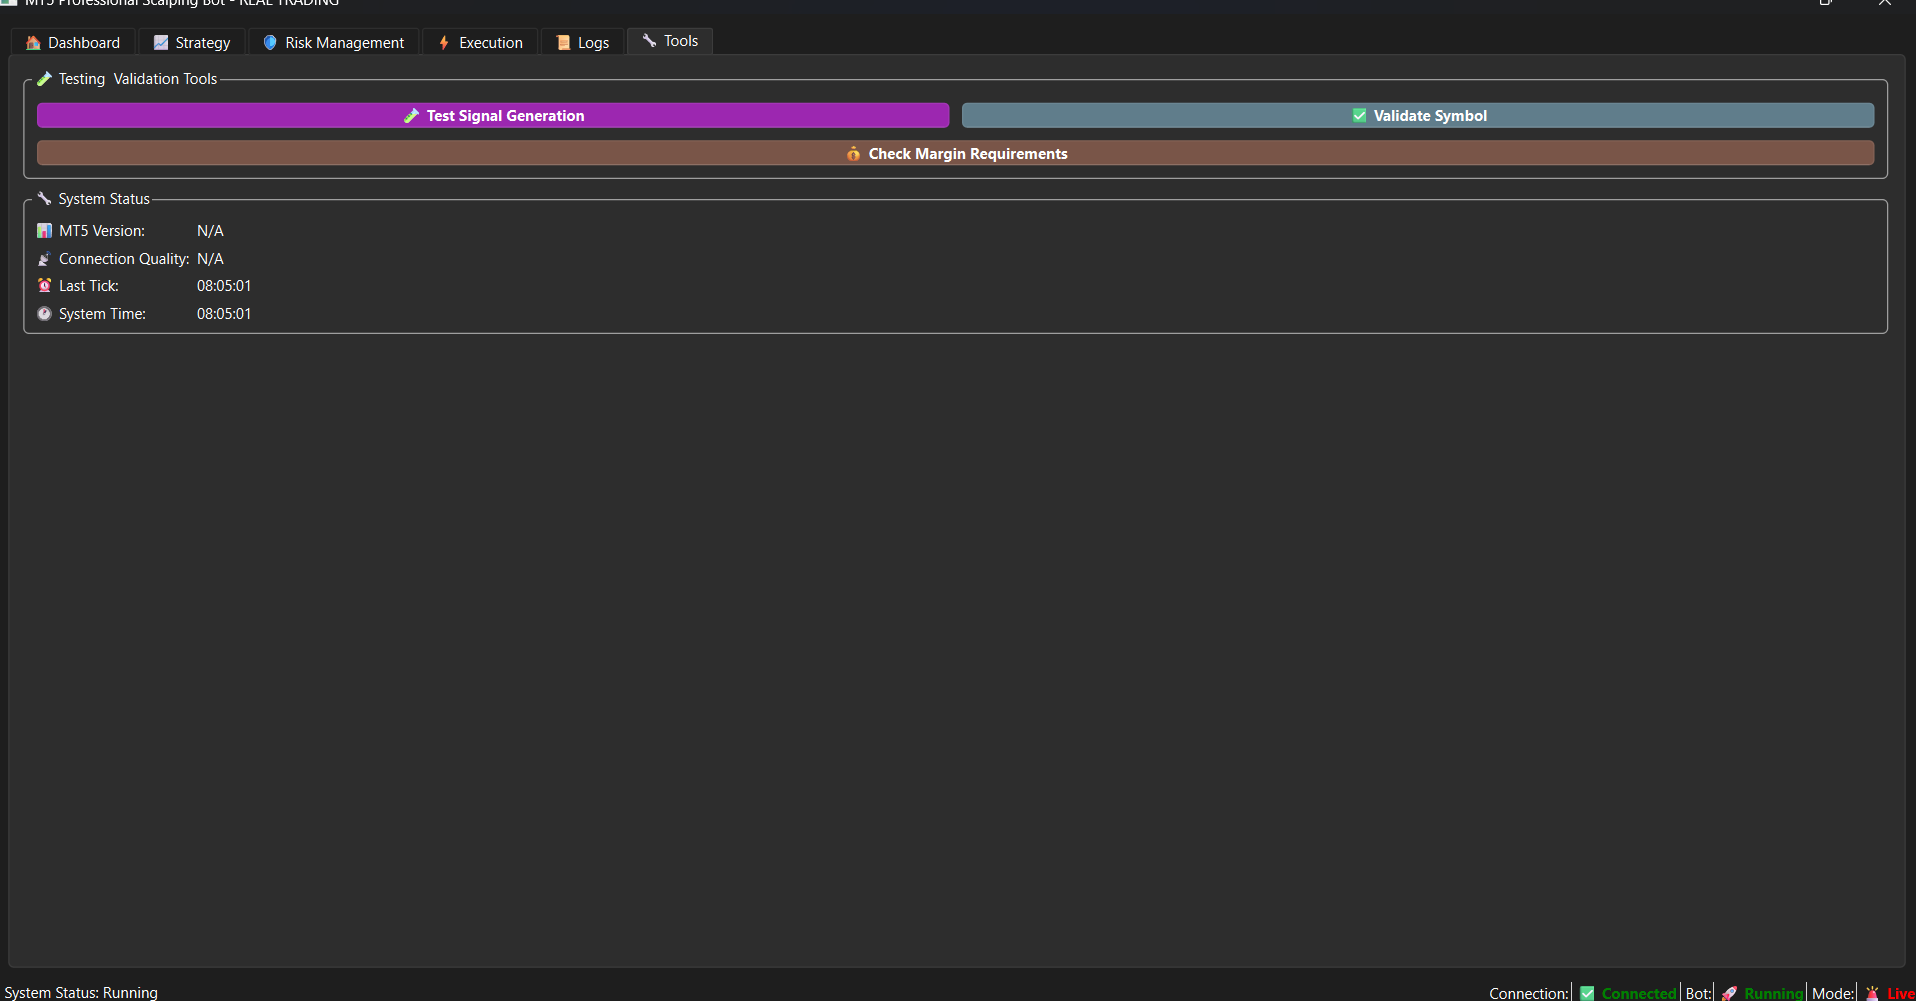 MT5 Professional Scalping Bot - REAL TRADING
Dashboard Strategy Risk Management Execution Logs Tools
Testing Validation Tools
Test Signal Generation Validate Symbol
Check Margin Requirements
System Status
MT5 Version: N/A
Connection Quality: N/A
Last Tick: 08:05:01
System Time: 08:05:01
System Status: Running Connection: Connected Bot: Running Mode: Live